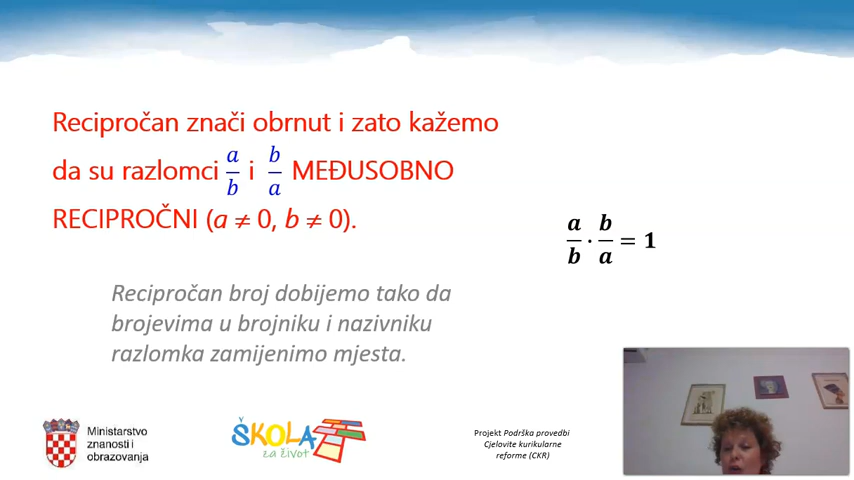 Recipročan znači obrnut i zato kažemo
da su razlomci a/b i b/a MEĐUSOBNO
RECIPROČNI (a ≠ 0, b ≠ 0).
a/b · b/a = 1
Recipročan broj dobijemo tako da
brojevima u brojniku i nazivniku
razlomka zamijenimo mjesta.
Ministarstvo
znanosti i
obrazovanja
ŠKOLA
za život
Projekt Podrška provedbi
Cjelovite kurikularne
reforme (CKR)